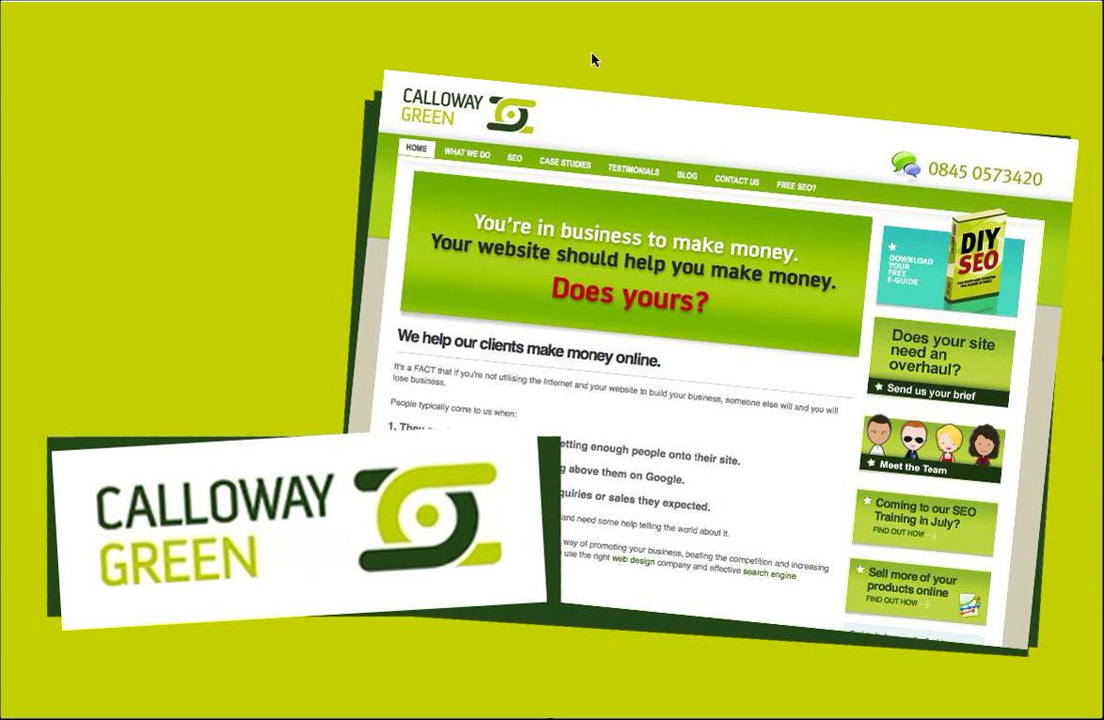 CALLOWAY
GREEN
0845 0573420
HOME WHAT WE DO SEO CASE STUDIES TESTIMONIALS BLOG CONTACT US FREE SEO?
You're in business to make money.
Your website should help you make money.
Does yours?
DOWNLOAD
YOUR
FREE
E-GUIDE
DIY
SEO
Does your site
need an
overhaul?
Send us your brief
Meet the Team
Coming to our SEO
Training in July?
FIND OUT HOW
Sell more of your
products online
FIND OUT HOW
We help our clients make money online.
It's a FACT that if you're not utilising the Internet and your website to build your business, someone else will and you will
lose business.
People typically come to us when:
1. They
etting enough people onto their site.
g above them on Google.
quiries or sales they expected.
and need some help telling the world about it.
way of promoting your business, beating the competition and increasing
use the right web design company and effective search engine
CALLOWAY
GREEN